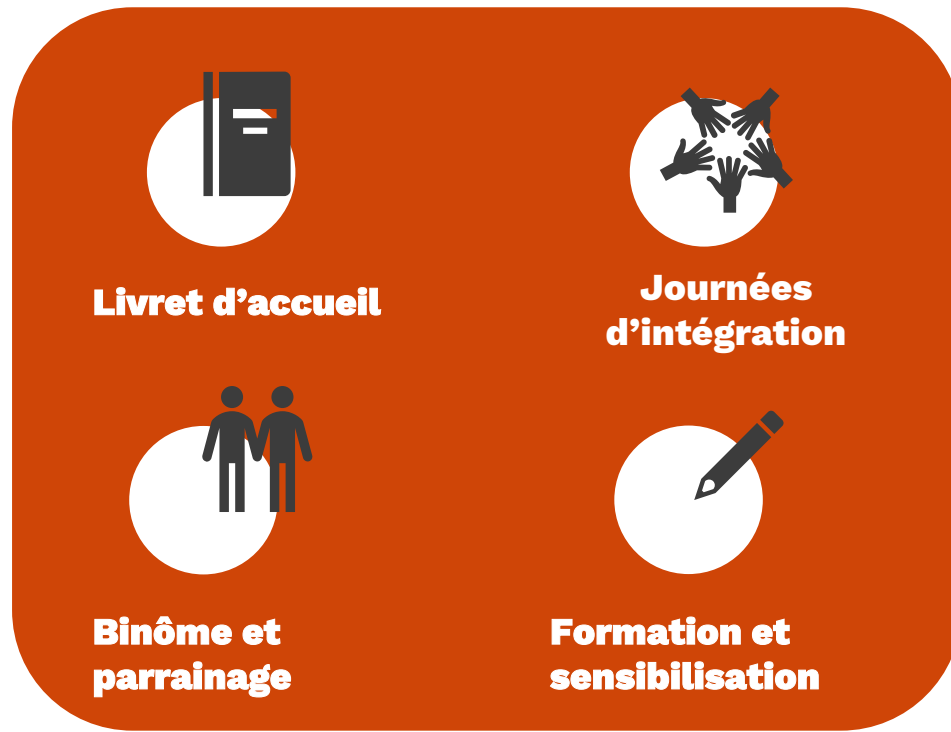 Livret d’accueil
Journées
d’intégration
Binôme et
parrainage
Formation et
sensibilisation